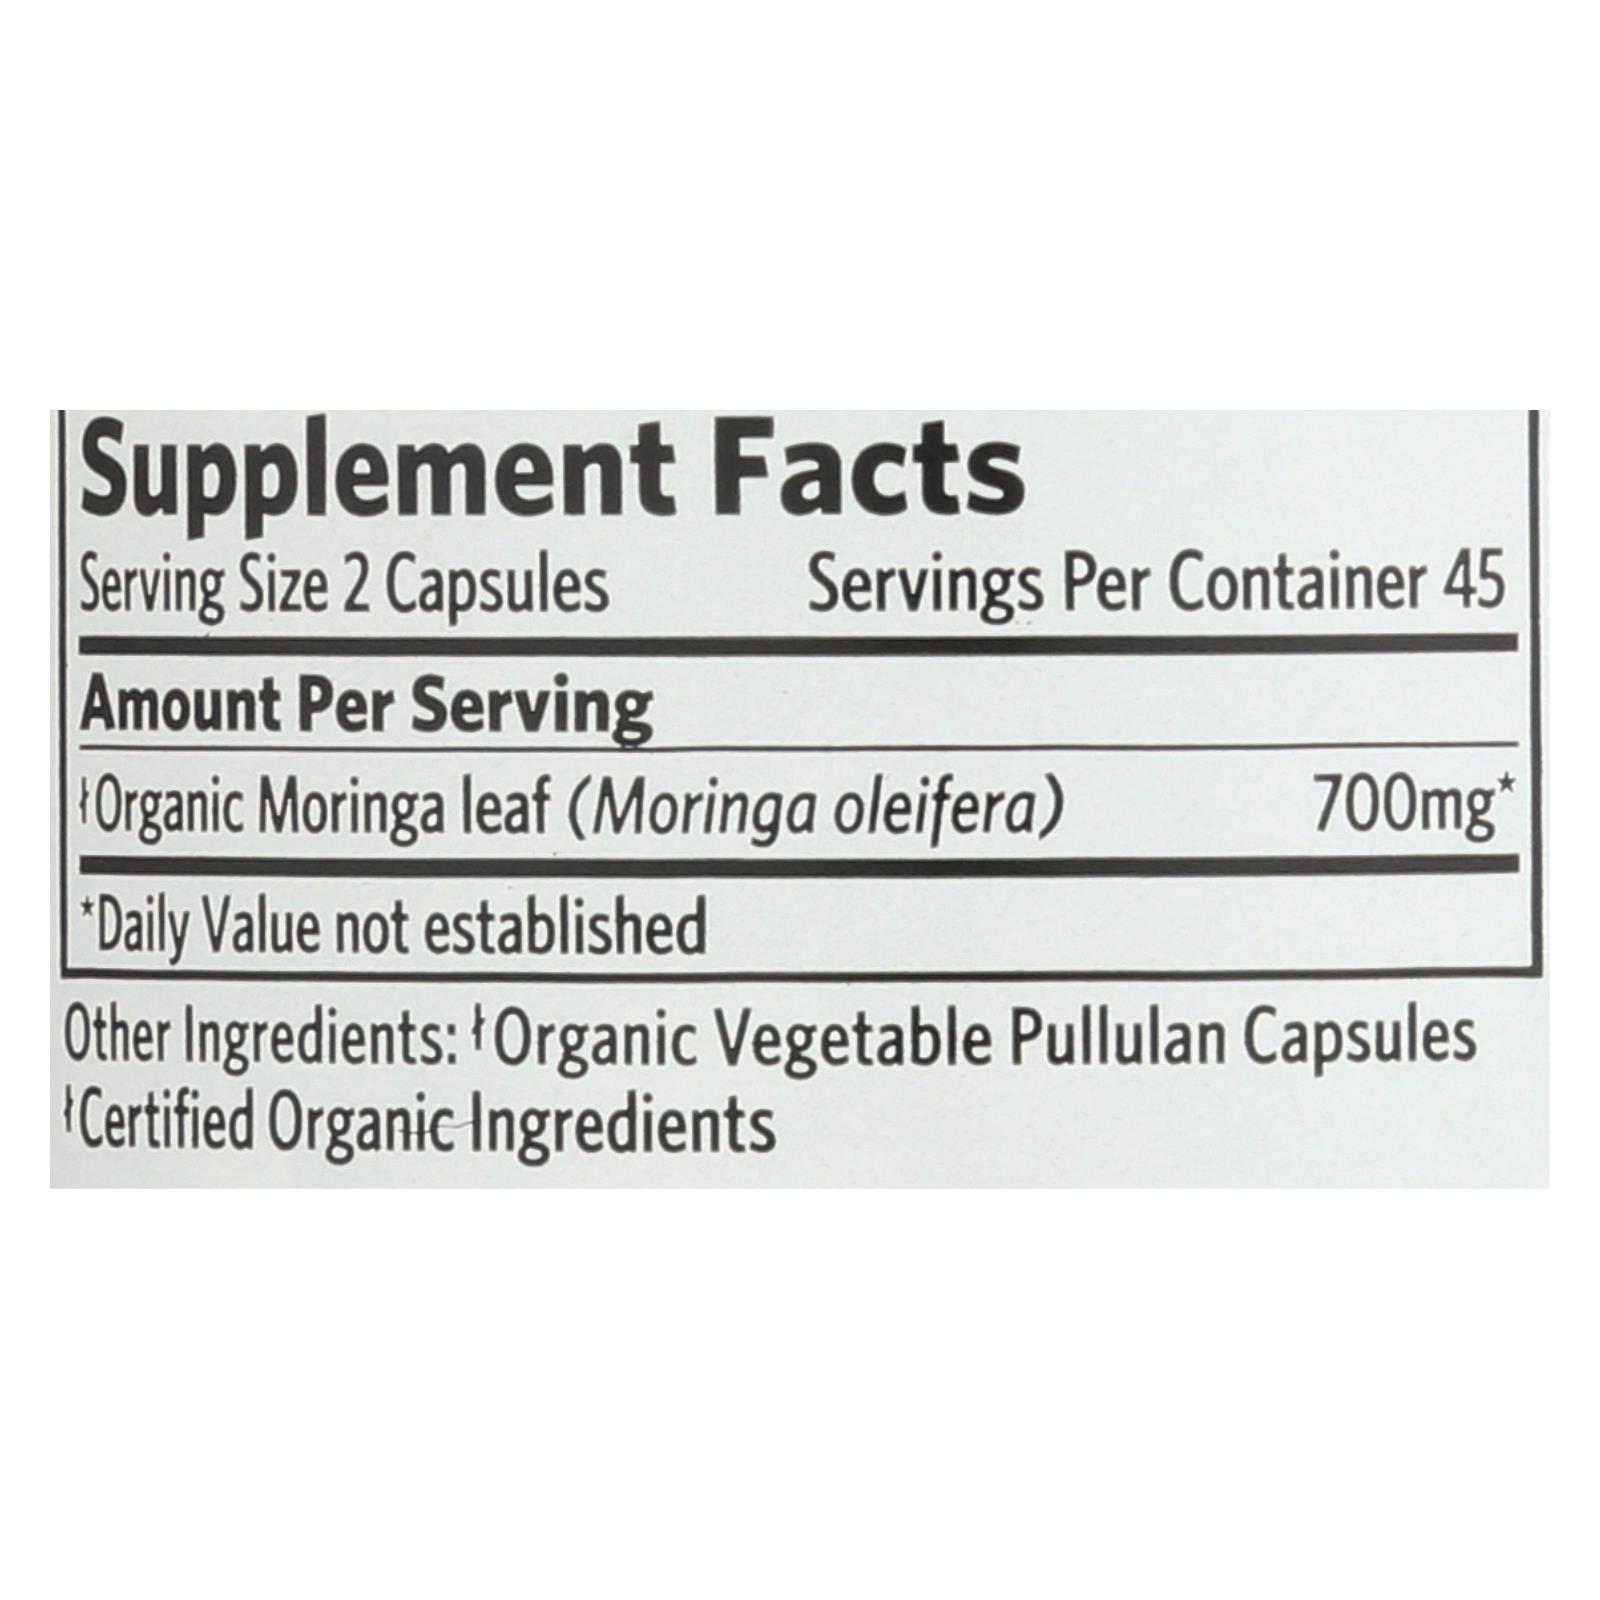 Supplement Facts
Serving Size 2 Capsules Servings Per Container 45
Amount Per Serving
ƚOrganic Moringa leaf (Moringa oleifera) 700mg*
*Daily Value not established
Other Ingredients: ƚOrganic Vegetable Pullulan Capsules
ƚCertified Organic Ingredients